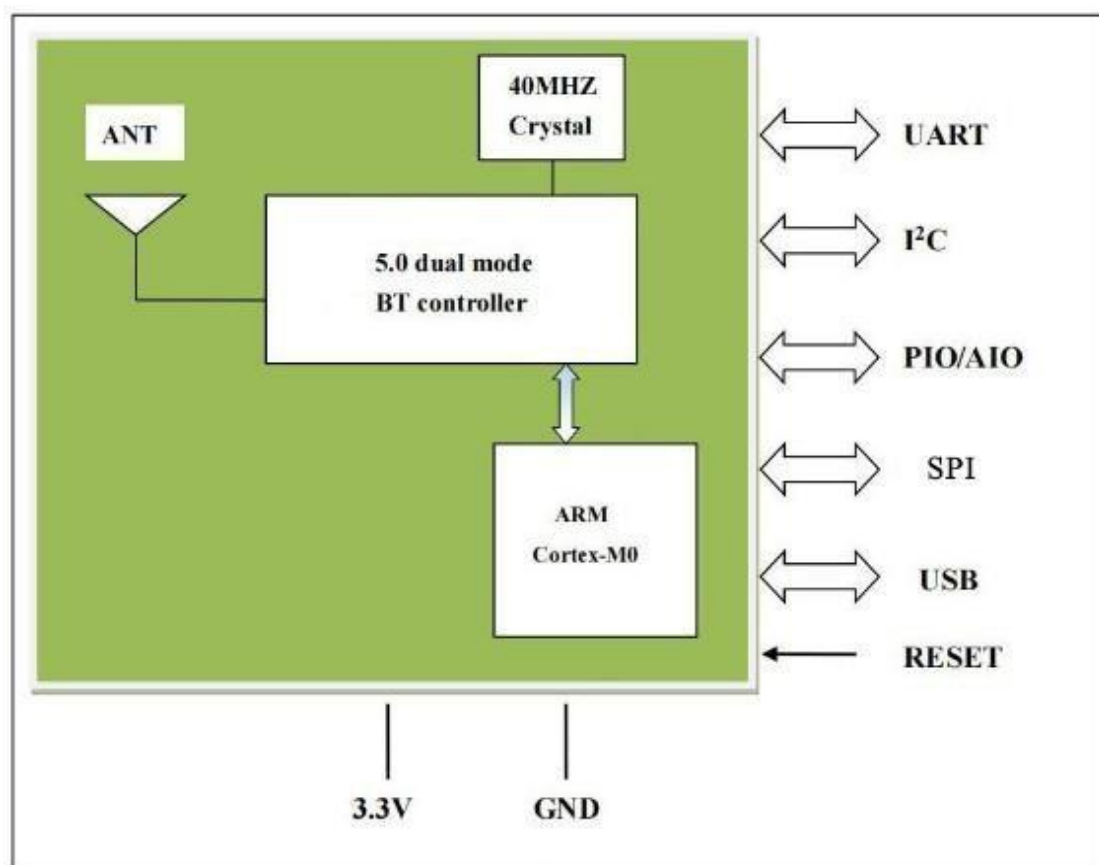 40MHZ
Crystal
ANT
5.0 dual mode
BT controller
ARM
Cortex-M0
UART
I²C
PIO/AIO
SPI
USB
RESET
3.3V
GND